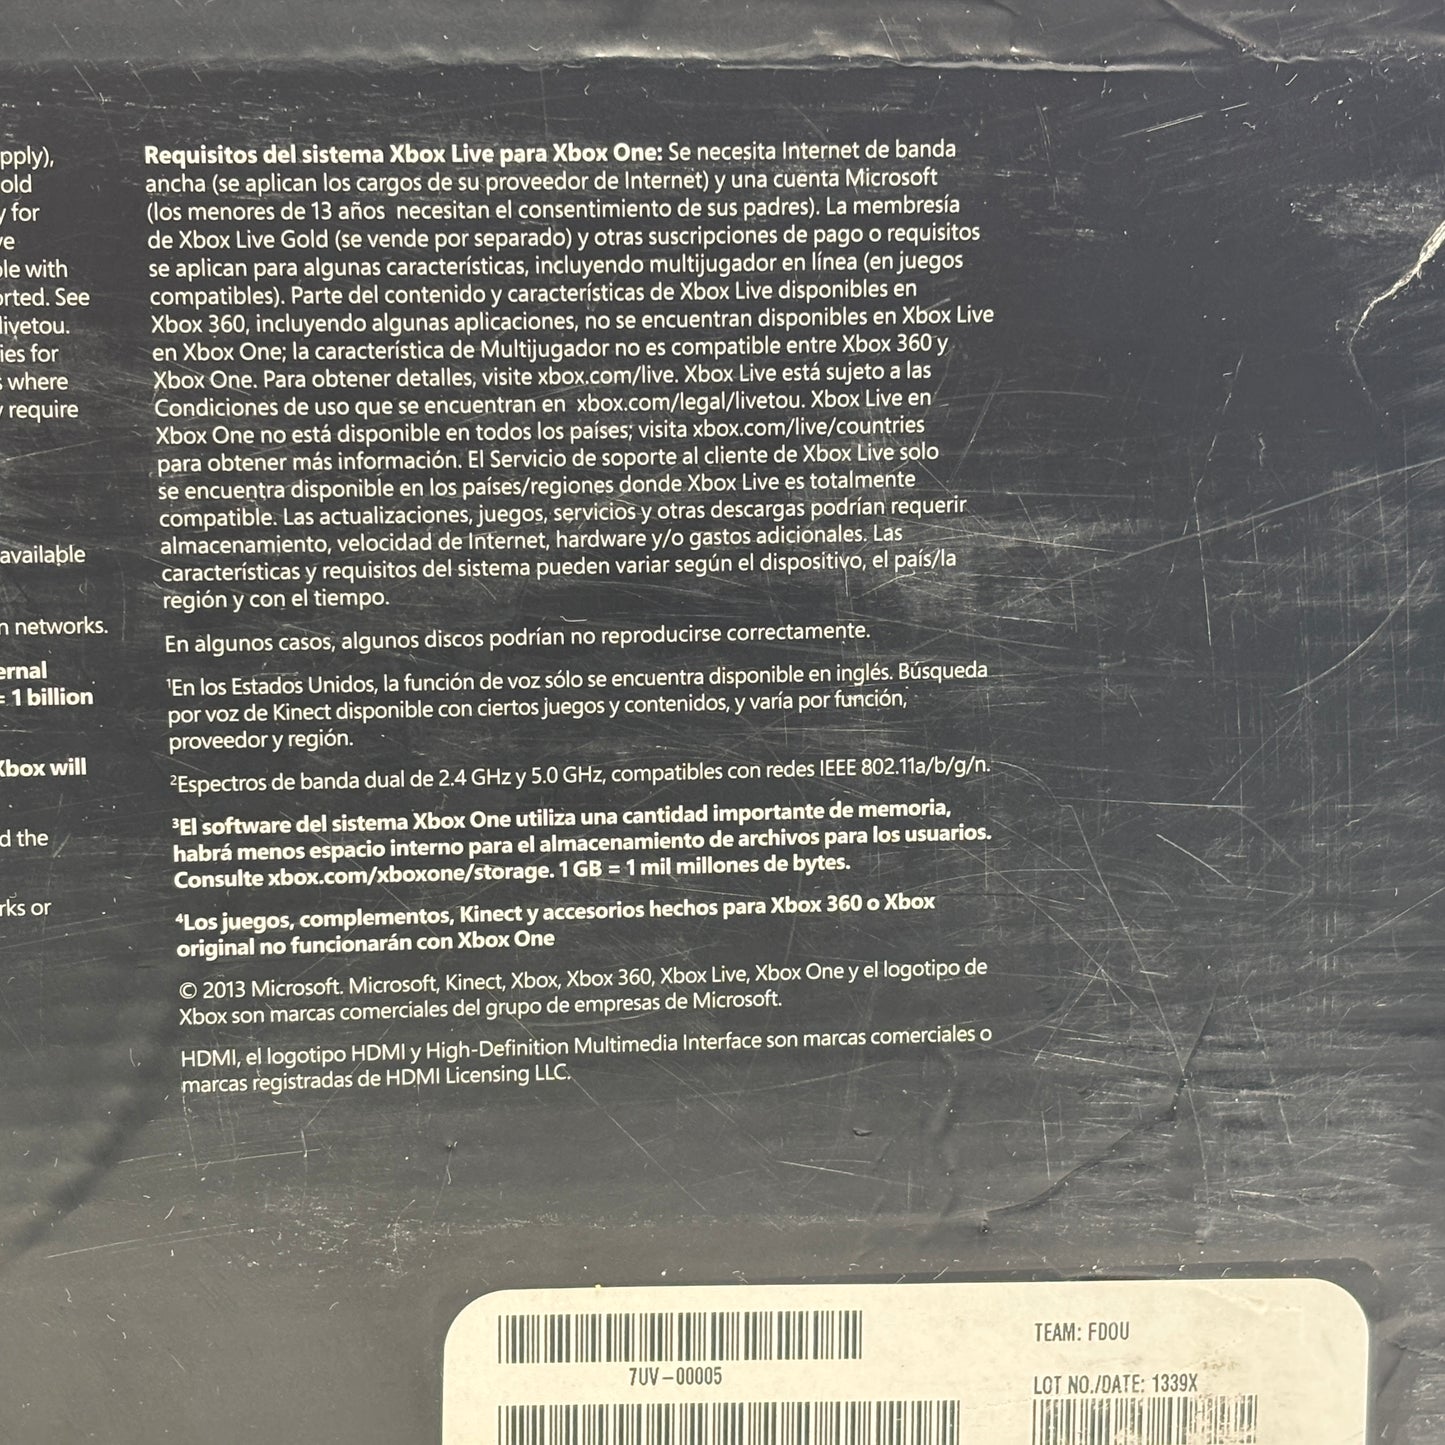 pply),
old
y for
ve
ble with
orted. See
livetou.
ies for
s where
y require
available
n networks.
ernal
= 1 billion
Xbox will
d the
rks or
Requisitos del sistema Xbox Live para Xbox One: Se necesita Internet de banda
ancha (se aplican los cargos de su proveedor de Internet) y una cuenta Microsoft
(los menores de 13 años necesitan el consentimiento de sus padres). La membresía
de Xbox Live Gold (se vende por separado) y otras suscripciones de pago o requisitos
se aplican para algunas características, incluyendo multijugador en línea (en juegos
compatibles). Parte del contenido y características de Xbox Live disponibles en
Xbox 360, incluyendo algunas aplicaciones, no se encuentran disponibles en Xbox Live
en Xbox One; la característica de Multijugador no es compatible entre Xbox 360 y
Xbox One. Para obtener detalles, visite xbox.com/live. Xbox Live está sujeto a las
Condiciones de uso que se encuentran en xbox.com/legal/livetou. Xbox Live en
Xbox One no está disponible en todos los países; visita xbox.com/live/countries
para obtener más información. El Servicio de soporte al cliente de Xbox Live solo
se encuentra disponible en los países/regiones donde Xbox Live es totalmente
compatible. Las actualizaciones, juegos, servicios y otras descargas podrían requerir
almacenamiento, velocidad de Internet, hardware y/o gastos adicionales. Las
características y requisitos del sistema pueden variar según el dispositivo, el país/la
región y con el tiempo.
En algunos casos, algunos discos podrían no reproducirse correctamente.
¹En los Estados Unidos, la función de voz sólo se encuentra disponible en inglés. Búsqueda
por voz de Kinect disponible con ciertos juegos y contenidos, y varía por función,
proveedor y región.
²Espectros de banda dual de 2.4 GHz y 5.0 GHz, compatibles con redes IEEE 802.11a/b/g/n.
³El software del sistema Xbox One utiliza una cantidad importante de memoria,
habrá menos espacio interno para el almacenamiento de archivos para los usuarios.
Consulte xbox.com/xboxone/storage. 1 GB = 1 mil millones de bytes.
⁴Los juegos, complementos, Kinect y accesorios hechos para Xbox 360 o Xbox
original no funcionarán con Xbox One
© 2013 Microsoft. Microsoft, Kinect, Xbox, Xbox 360, Xbox Live, Xbox One y el logotipo de
Xbox son marcas comerciales del grupo de empresas de Microsoft.
HDMI, el logotipo HDMI y High-Definition Multimedia Interface son marcas comerciales o
marcas registradas de HDMI Licensing LLC.
7UV-00005
TEAM: FDOU
LOT NO./DATE: 1339X